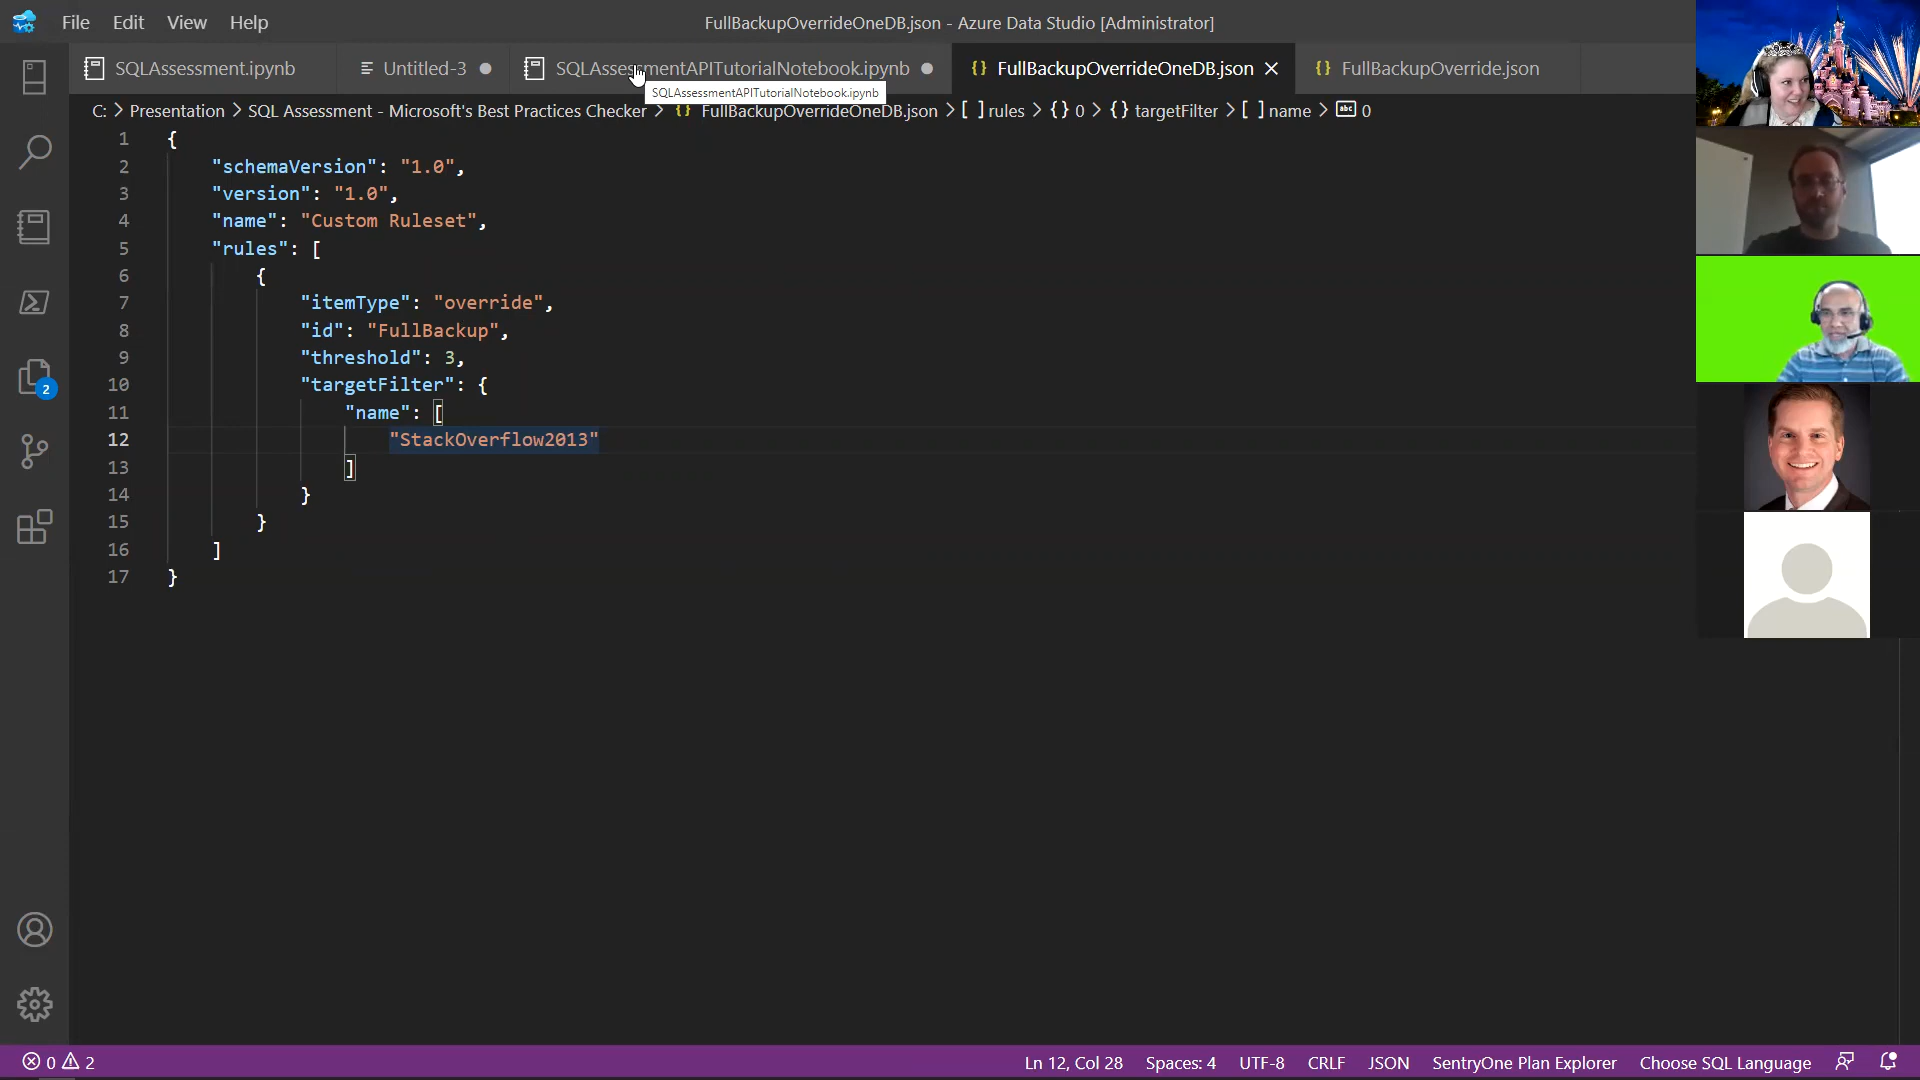 File Edit View Help
FullBackupOverrideOneDB.json - Azure Data Studio [Administrator]
SQLAssessment.ipynb
Untitled-3
SQLAssessmentAPITutorialNotebook.ipynb
FullBackupOverrideOneDB.json
FullBackupOverride.json
SQLAssessmentAPITutorialNotebook.ipynb
C: > Presentation > SQL Assessment - Microsoft's Best Practices Checker > {} FullBackupOverrideOneDB.json > [ ] rules > {} 0 > {} targetFilter > [ ] name > abc 0
1 {
2 "schemaVersion": "1.0",
3 "version": "1.0",
4 "name": "Custom Ruleset",
5 "rules": [
6 {
7 "itemType": "override",
8 "id": "FullBackup",
9 "threshold": 3,
10 "targetFilter": {
11 "name": [
12 "StackOverflow2013"
13 ]
14 }
15 }
16 ]
17 }
2
0 2
Ln 12, Col 28 Spaces: 4 UTF-8 CRLF JSON SentryOne Plan Explorer Choose SQL Language